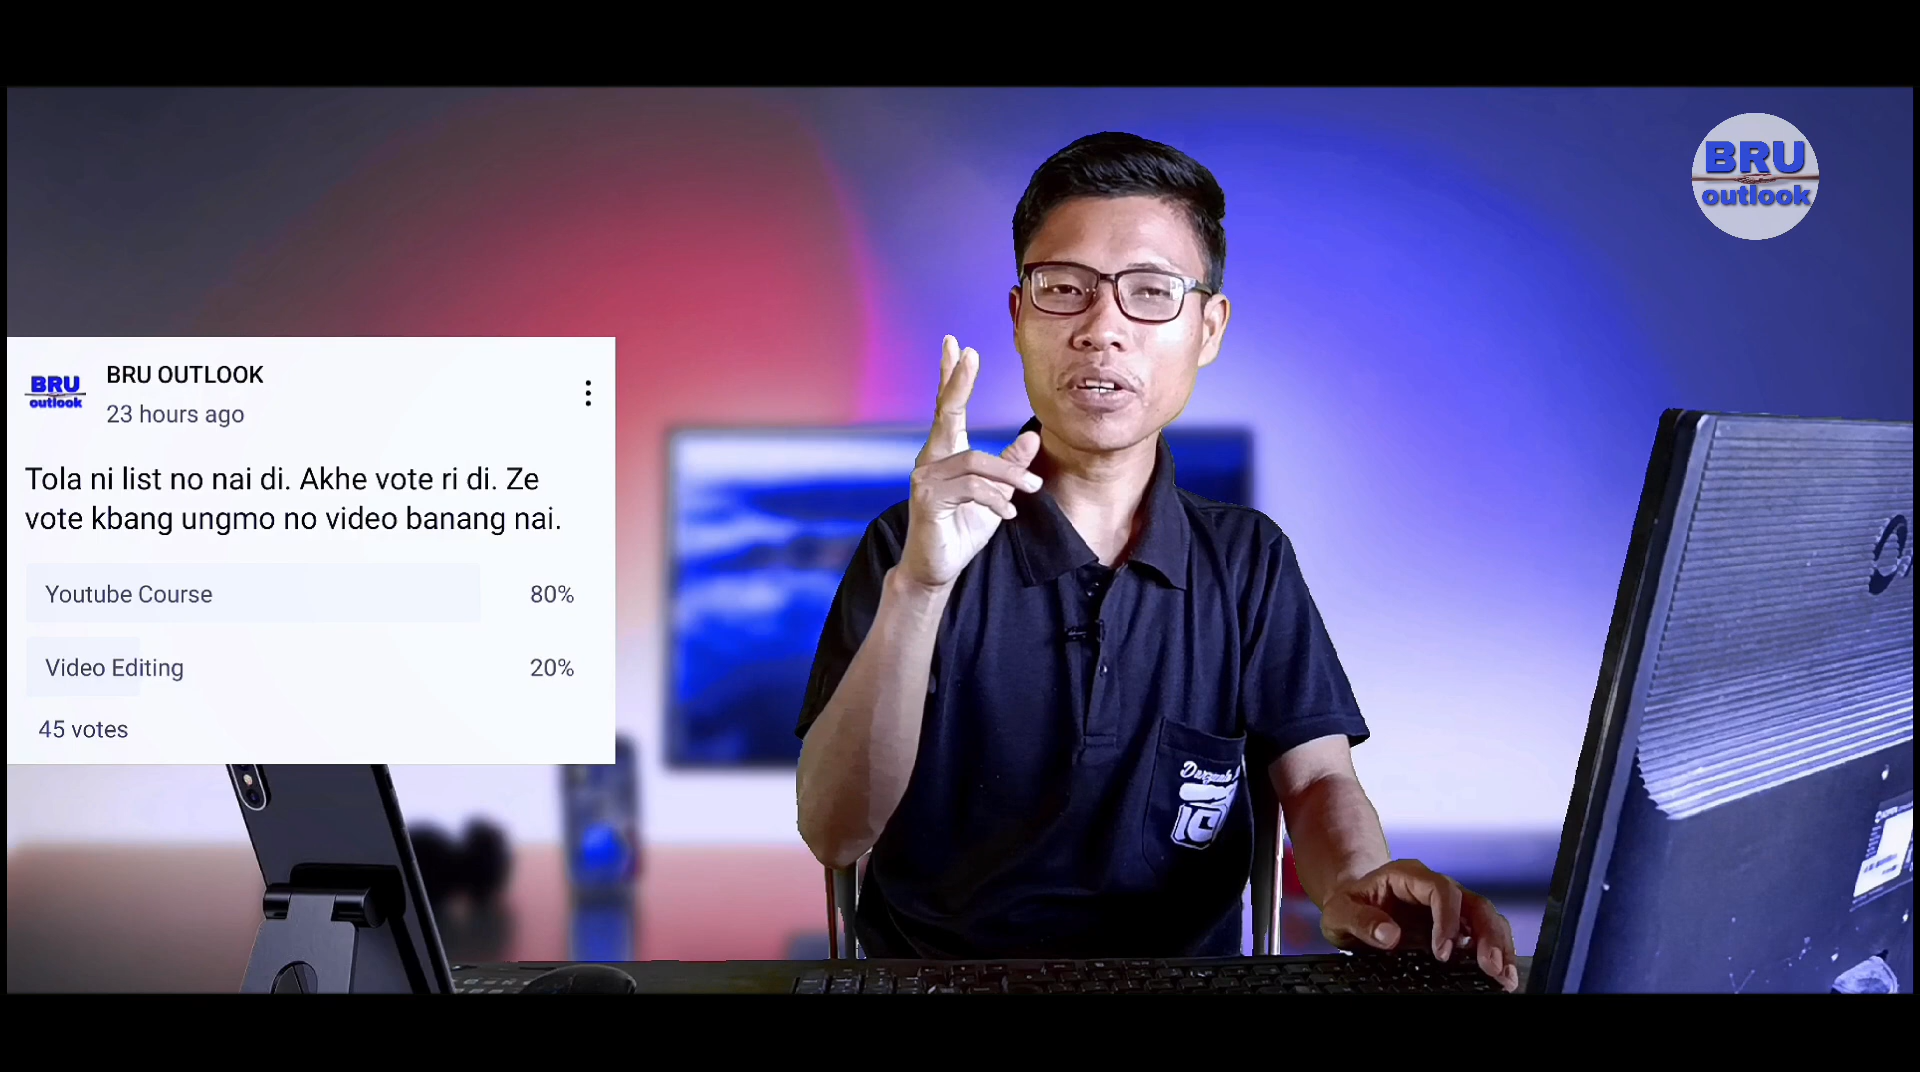 BRU
outlook
BRU
outlook
BRU OUTLOOK
23 hours ago
Tola ni list no nai di. Akhe vote ri di. Ze
vote kbang ungmo no video banang nai.
Youtube Course 80%
Video Editing 20%
45 votes